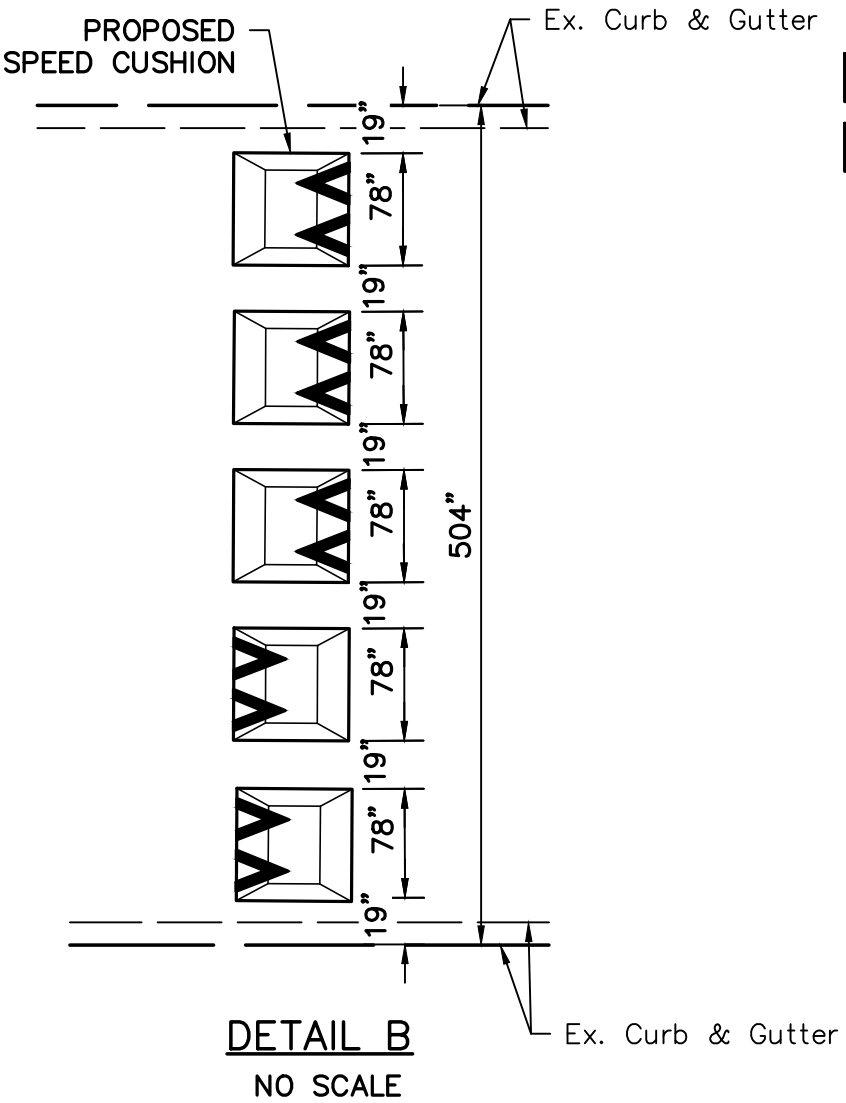 PROPOSED
SPEED CUSHION
Ex. Curb & Gutter
19"
78"
19"
78"
19"
78"
504"
19"
78"
19"
78"
19"
Ex. Curb & Gutter
DETAIL B
NO SCALE